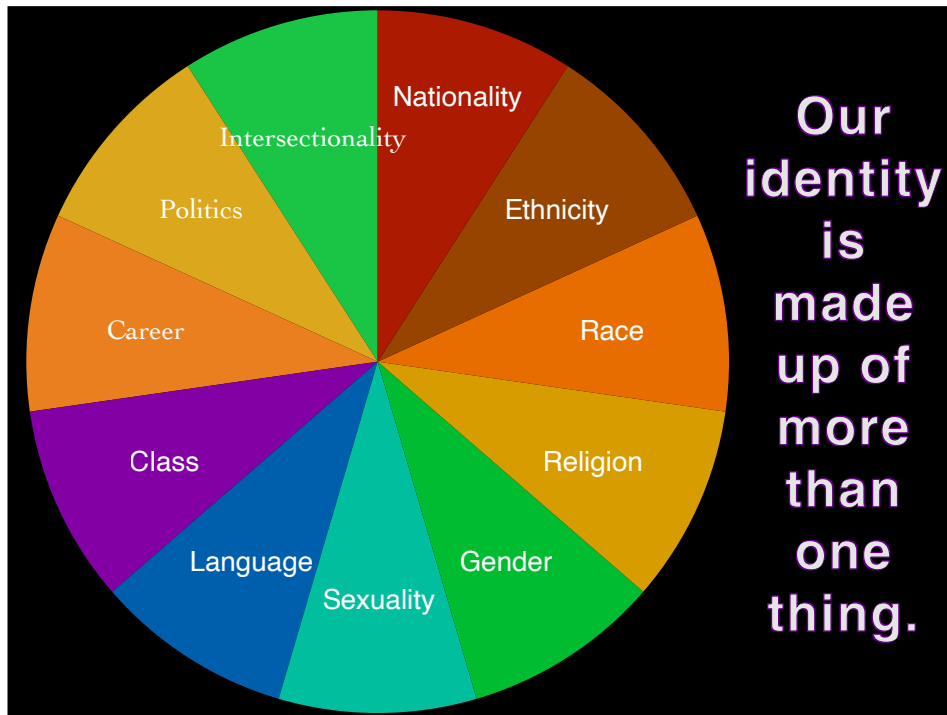 Nationality
Ethnicity
Race
Religion
Gender
Sexuality
Language
Class
Career
Politics
Intersectionality
Our
identity
is
made
up of
more
than
one
thing.